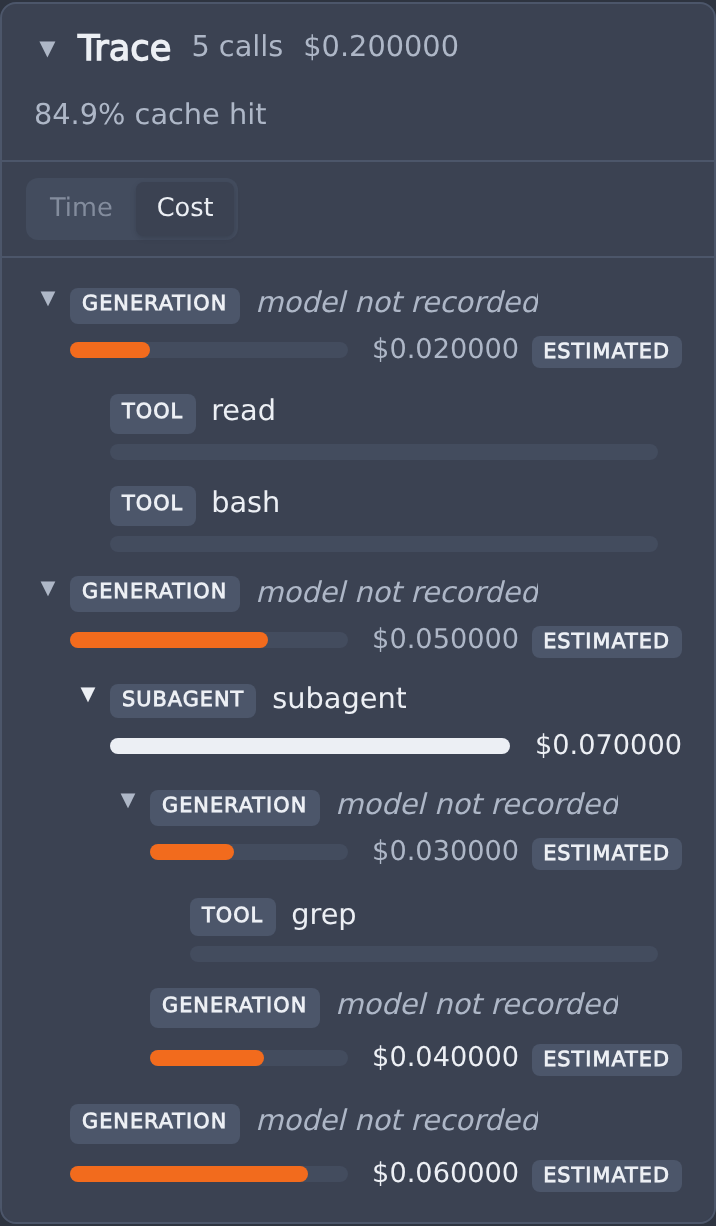 ▼ Trace 5 calls $0.200000
84.9% cache hit
Time Cost
▼ GENERATION model not recorded
$0.020000 ESTIMATED
TOOL read
TOOL bash
▼ GENERATION model not recorded
$0.050000 ESTIMATED
▼ SUBAGENT subagent
$0.070000
▼ GENERATION model not recorded
$0.030000 ESTIMATED
TOOL grep
GENERATION model not recorded
$0.040000 ESTIMATED
GENERATION model not recorded
$0.060000 ESTIMATED